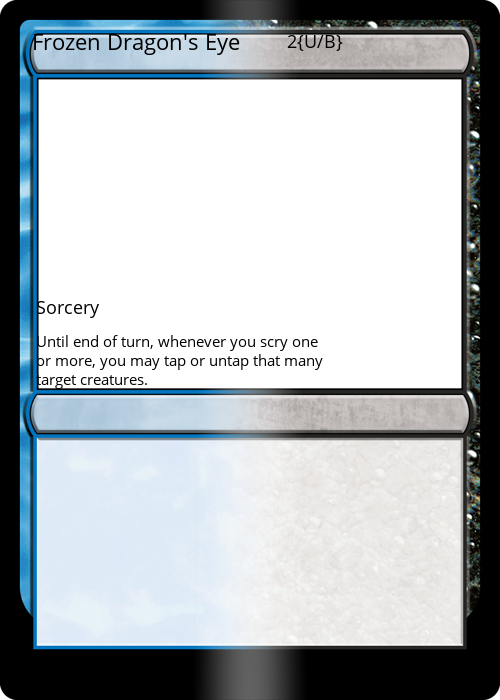 Frozen Dragon's Eye 2{U/B}
Sorcery
Until end of turn, whenever you scry one
or more, you may tap or untap that many
target creatures.